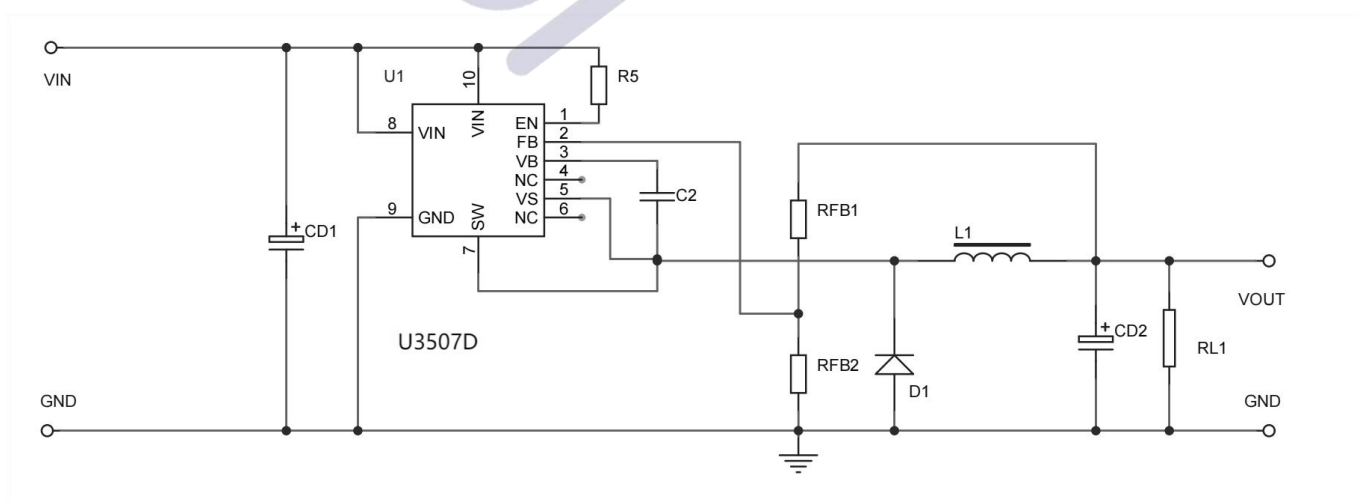 VIN
U1
R5
10
VIN
8
VIN
EN
1
FB
2
VB
3
NC
4
VS
5
NC
6
9
GND
SW
7
C2
+
CD1
RFB1
L1
VOUT
U3507D
+
CD2
RL1
RFB2
D1
GND
GND